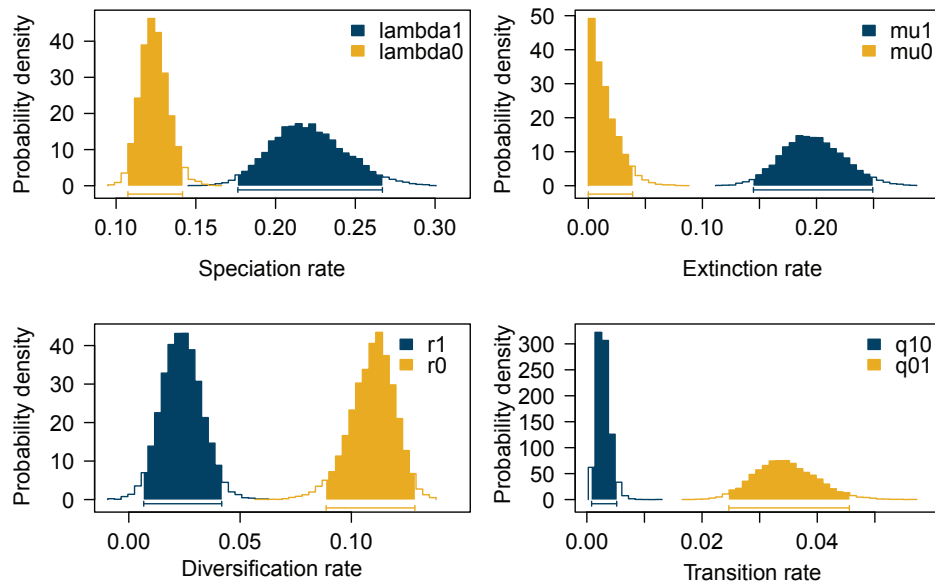 Probability density
40
30
20
10
0
lambda1
lambda0
0.10
0.15
0.20
0.25
0.30
Speciation rate
Probability density
50
40
30
20
10
0
mu1
mu0
0.00
0.10
0.20
Extinction rate
Probability density
40
30
20
10
0
r1
r0
0.00
0.05
0.10
Diversification rate
Probability density
300
250
200
150
100
50
0
q10
q01
0.00
0.02
0.04
Transition rate